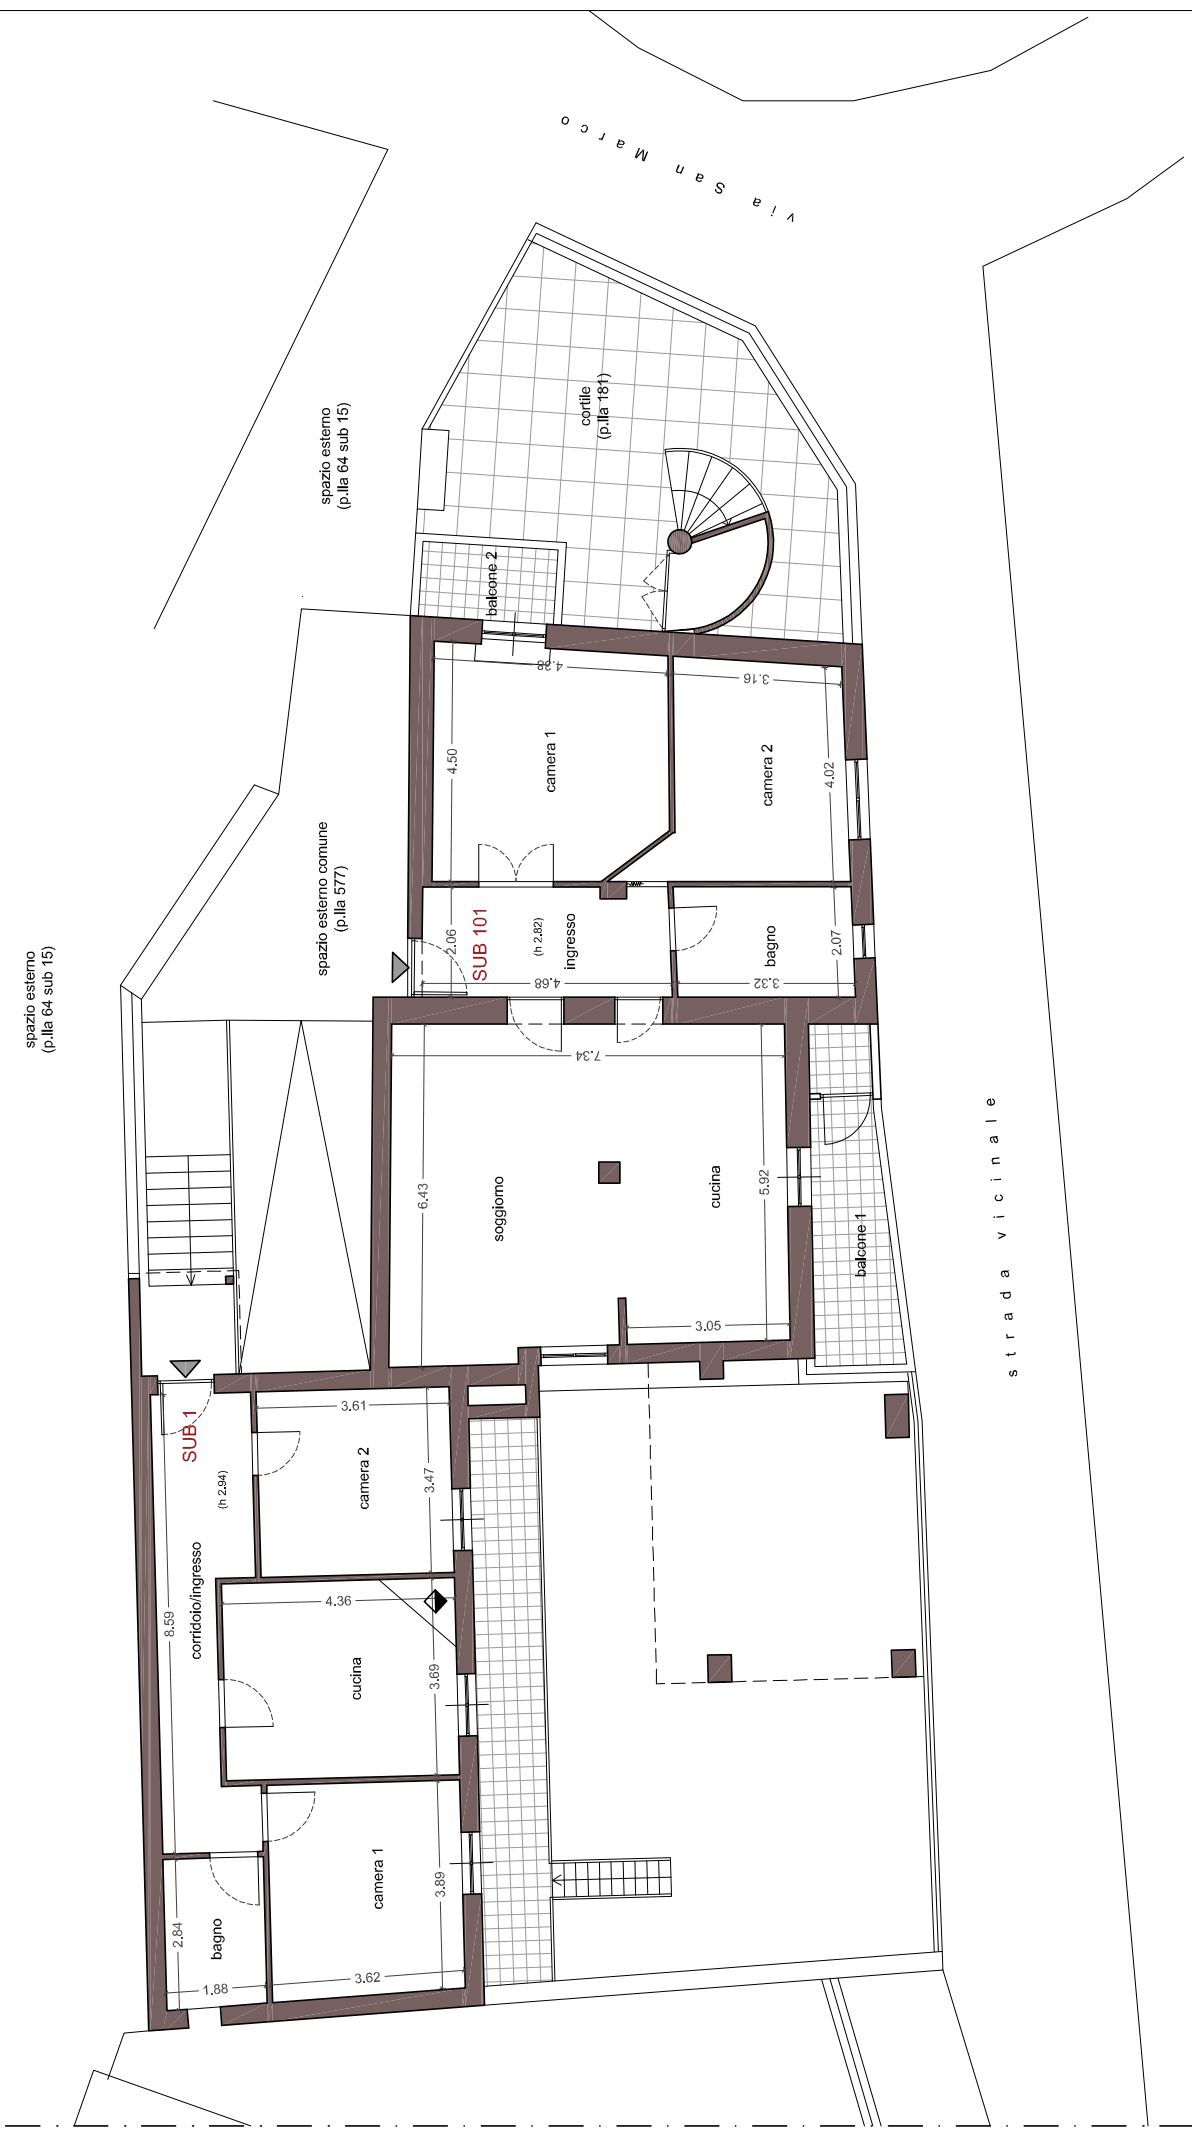 via San Marco
cortile
(p.lla 181)
spazio esterno
(p.lla 64 sub 15)
balcone 2
4.38
3.16
4.50
camera 1
camera 2
4.02
spazio esterno comune
(p.lla 577)
2.06
SUB 101
(h 2.82)
ingresso
bagno
2.07
4.68
3.32
spazio esterno
(p.lla 64 sub 15)
7.34
6.43
soggiorno
cucina
5.92
balcone 1
3.05
strada vicinale
SUB 1
(h 2.94)
3.61
camera 2
3.47
8.59
corridoio/ingresso
4.36
cucina
3.69
camera 1
3.89
2.84
bagno
1.88
3.62